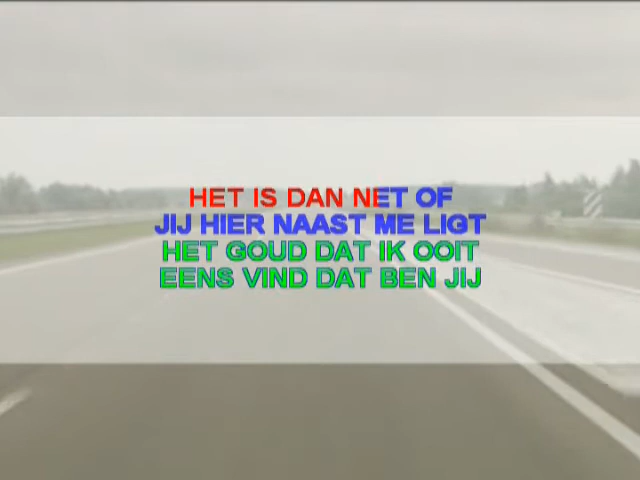 HET IS DAN NET OF
JIJ HIER NAAST ME LIGT
HET GOUD DAT IK OOIT
EENS VIND DAT BEN JIJ